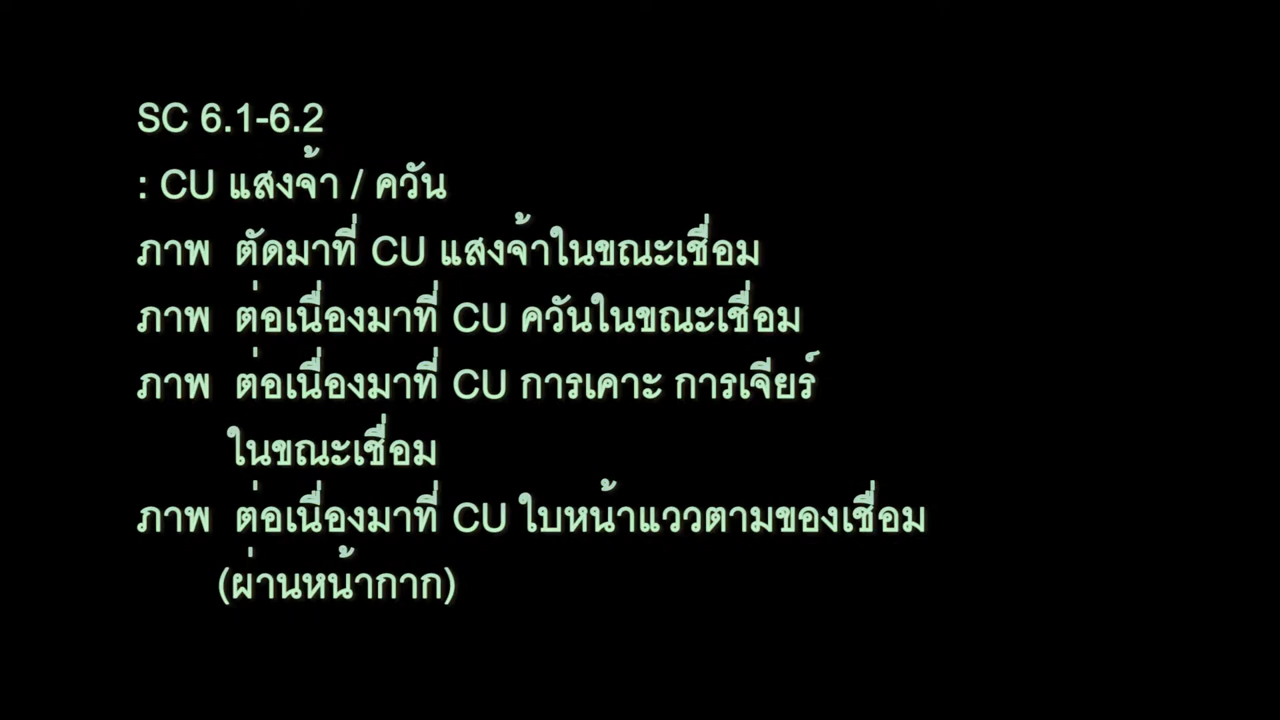 SC 6.1-6.2
: CU แสงจ้า / ควัน
ภาพ ตัดมาที่ CU แสงจ้าในขณะเชื่อม
ภาพ ต่อเนื่องมาที่ CU ควันในขณะเชื่อม
ภาพ ต่อเนื่องมาที่ CU การเคาะ การเจียร์
ในขณะเชื่อม
ภาพ ต่อเนื่องมาที่ CU ใบหน้าแววตามของเชื่อม
(ผ่านหน้ากาก)